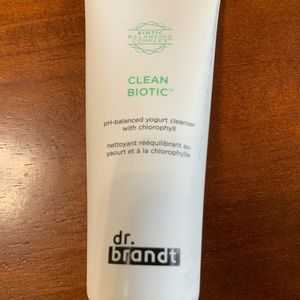 BIOTIC
BALANCING
COMPLEX™
CLEAN
BIOTIC™
pH-balanced yogurt cleanser
with chlorophyll
nettoyant rééquilibrant au
yaourt et à la chlorophylle
dr.
brandt